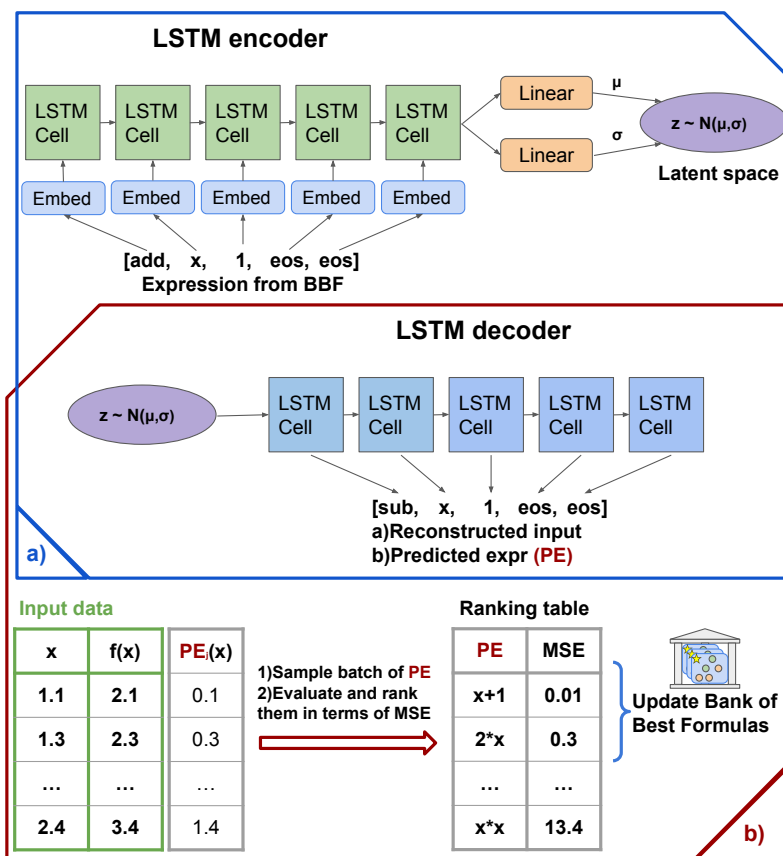 LSTM encoder
LSTM Cell LSTM Cell LSTM Cell LSTM Cell LSTM Cell
Linear
Linear
μ
σ
z ~ N(μ,σ)
Latent space
Embed Embed Embed Embed Embed
[add, x, 1, eos, eos]
Expression from BBF
LSTM decoder
z ~ N(μ,σ)
LSTM Cell LSTM Cell LSTM Cell LSTM Cell LSTM Cell
[sub, x, 1, eos, eos]
a)Reconstructed input
b)Predicted expr (PE)
a)
Input data
x f(x) PEⱼ(x)
1.1 2.1 0.1
1.3 2.3 0.3
... ... ...
2.4 3.4 1.4
1)Sample batch of PE
2)Evaluate and rank
them in terms of MSE
Ranking table
PE MSE
x+1 0.01
2*x 0.3
... ...
x*x 13.4
Update Bank of
Best Formulas
b)